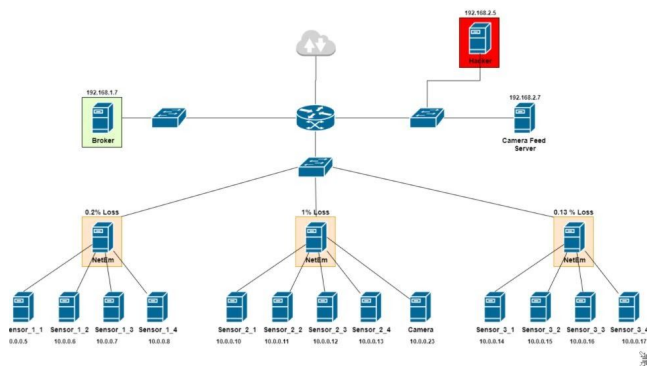 192.168.2.5
Hacker
192.168.1.7
Broker
192.168.2.7
Camera Feed
Server
0.2% Loss
1% Loss
0.13 % Loss
NetEm
NetEm
NetEm
ensor_1_1
Sensor_1_2
Sensor_1_3
Sensor_1_4
Sensor_2_1
Sensor_2_2
Sensor_2_3
Sensor_2_4
Camera
Sensor_3_1
Sensor_3_2
Sensor_3_3
Sensor_3_4
0.0.0.5
10.0.0.6
10.0.0.7
10.0.0.8
10.0.0.10
10.0.0.11
10.0.0.12
10.0.0.13
10.0.0.23
10.0.0.14
10.0.0.15
10.0.0.16
10.0.0.17